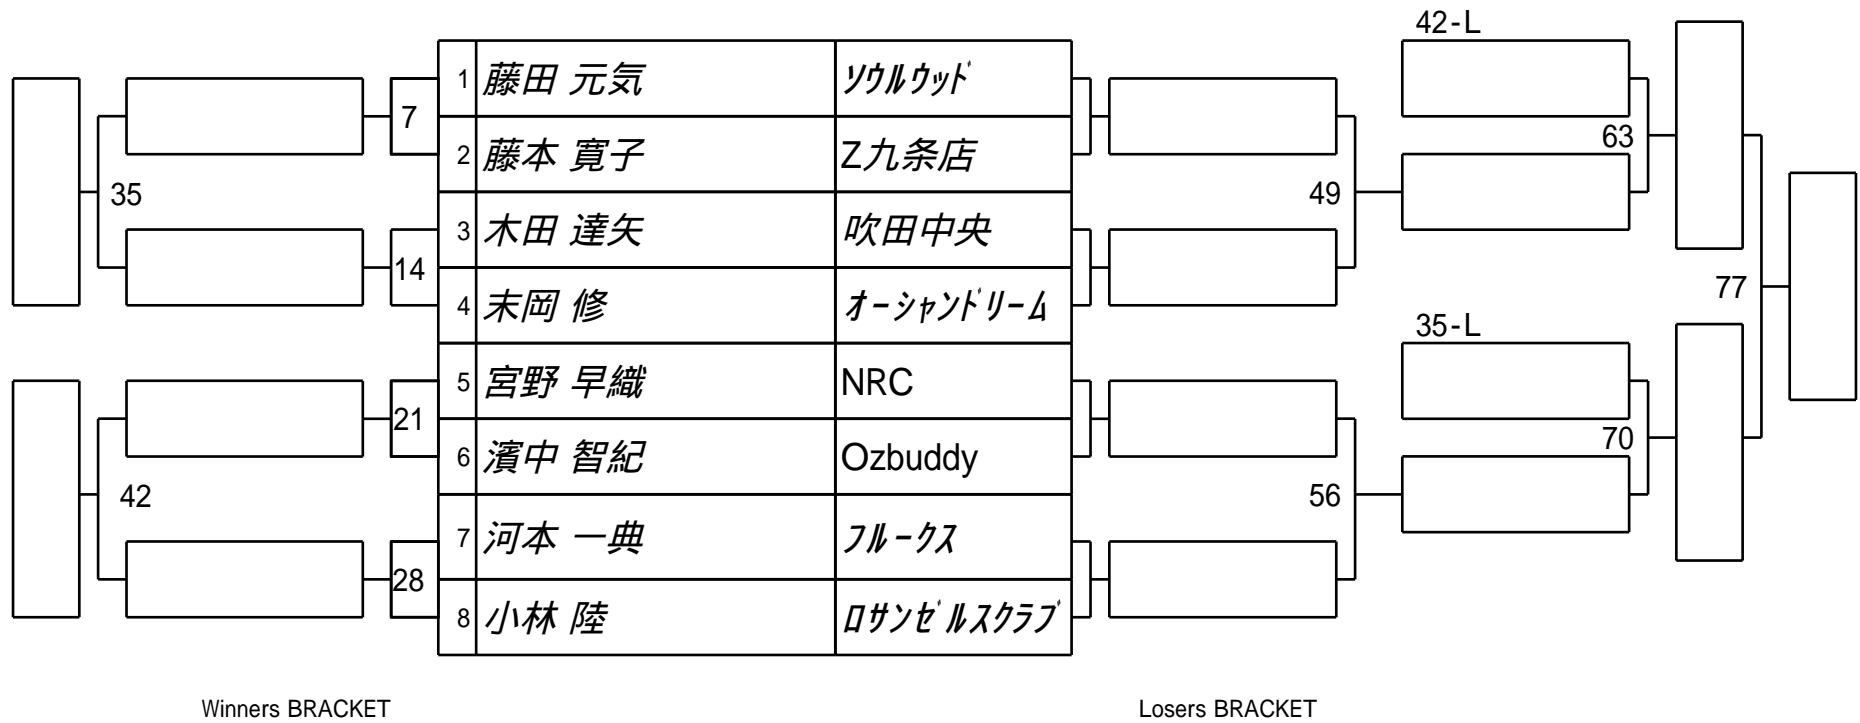 42-L
1 藤田 元気 ｿｳﾙｳｯﾄﾞ
7
63
2 藤本 寛子 Z九条店
35
49
3 木田 達矢 吹田中央
14
77
4 末岡 修 ｵｰｼｬﾝﾄﾞﾘｰﾑ
35-L
5 宮野 早織 NRC
21
70
6 濱中 智紀 Ozbuddy
42
56
7 河本 一典 ﾌﾙｰｸｽ
28
8 小林 陸 ﾛｻﾝｾﾞﾙｽｸﾗﾌﾞ
Winners BRACKET
Losers BRACKET